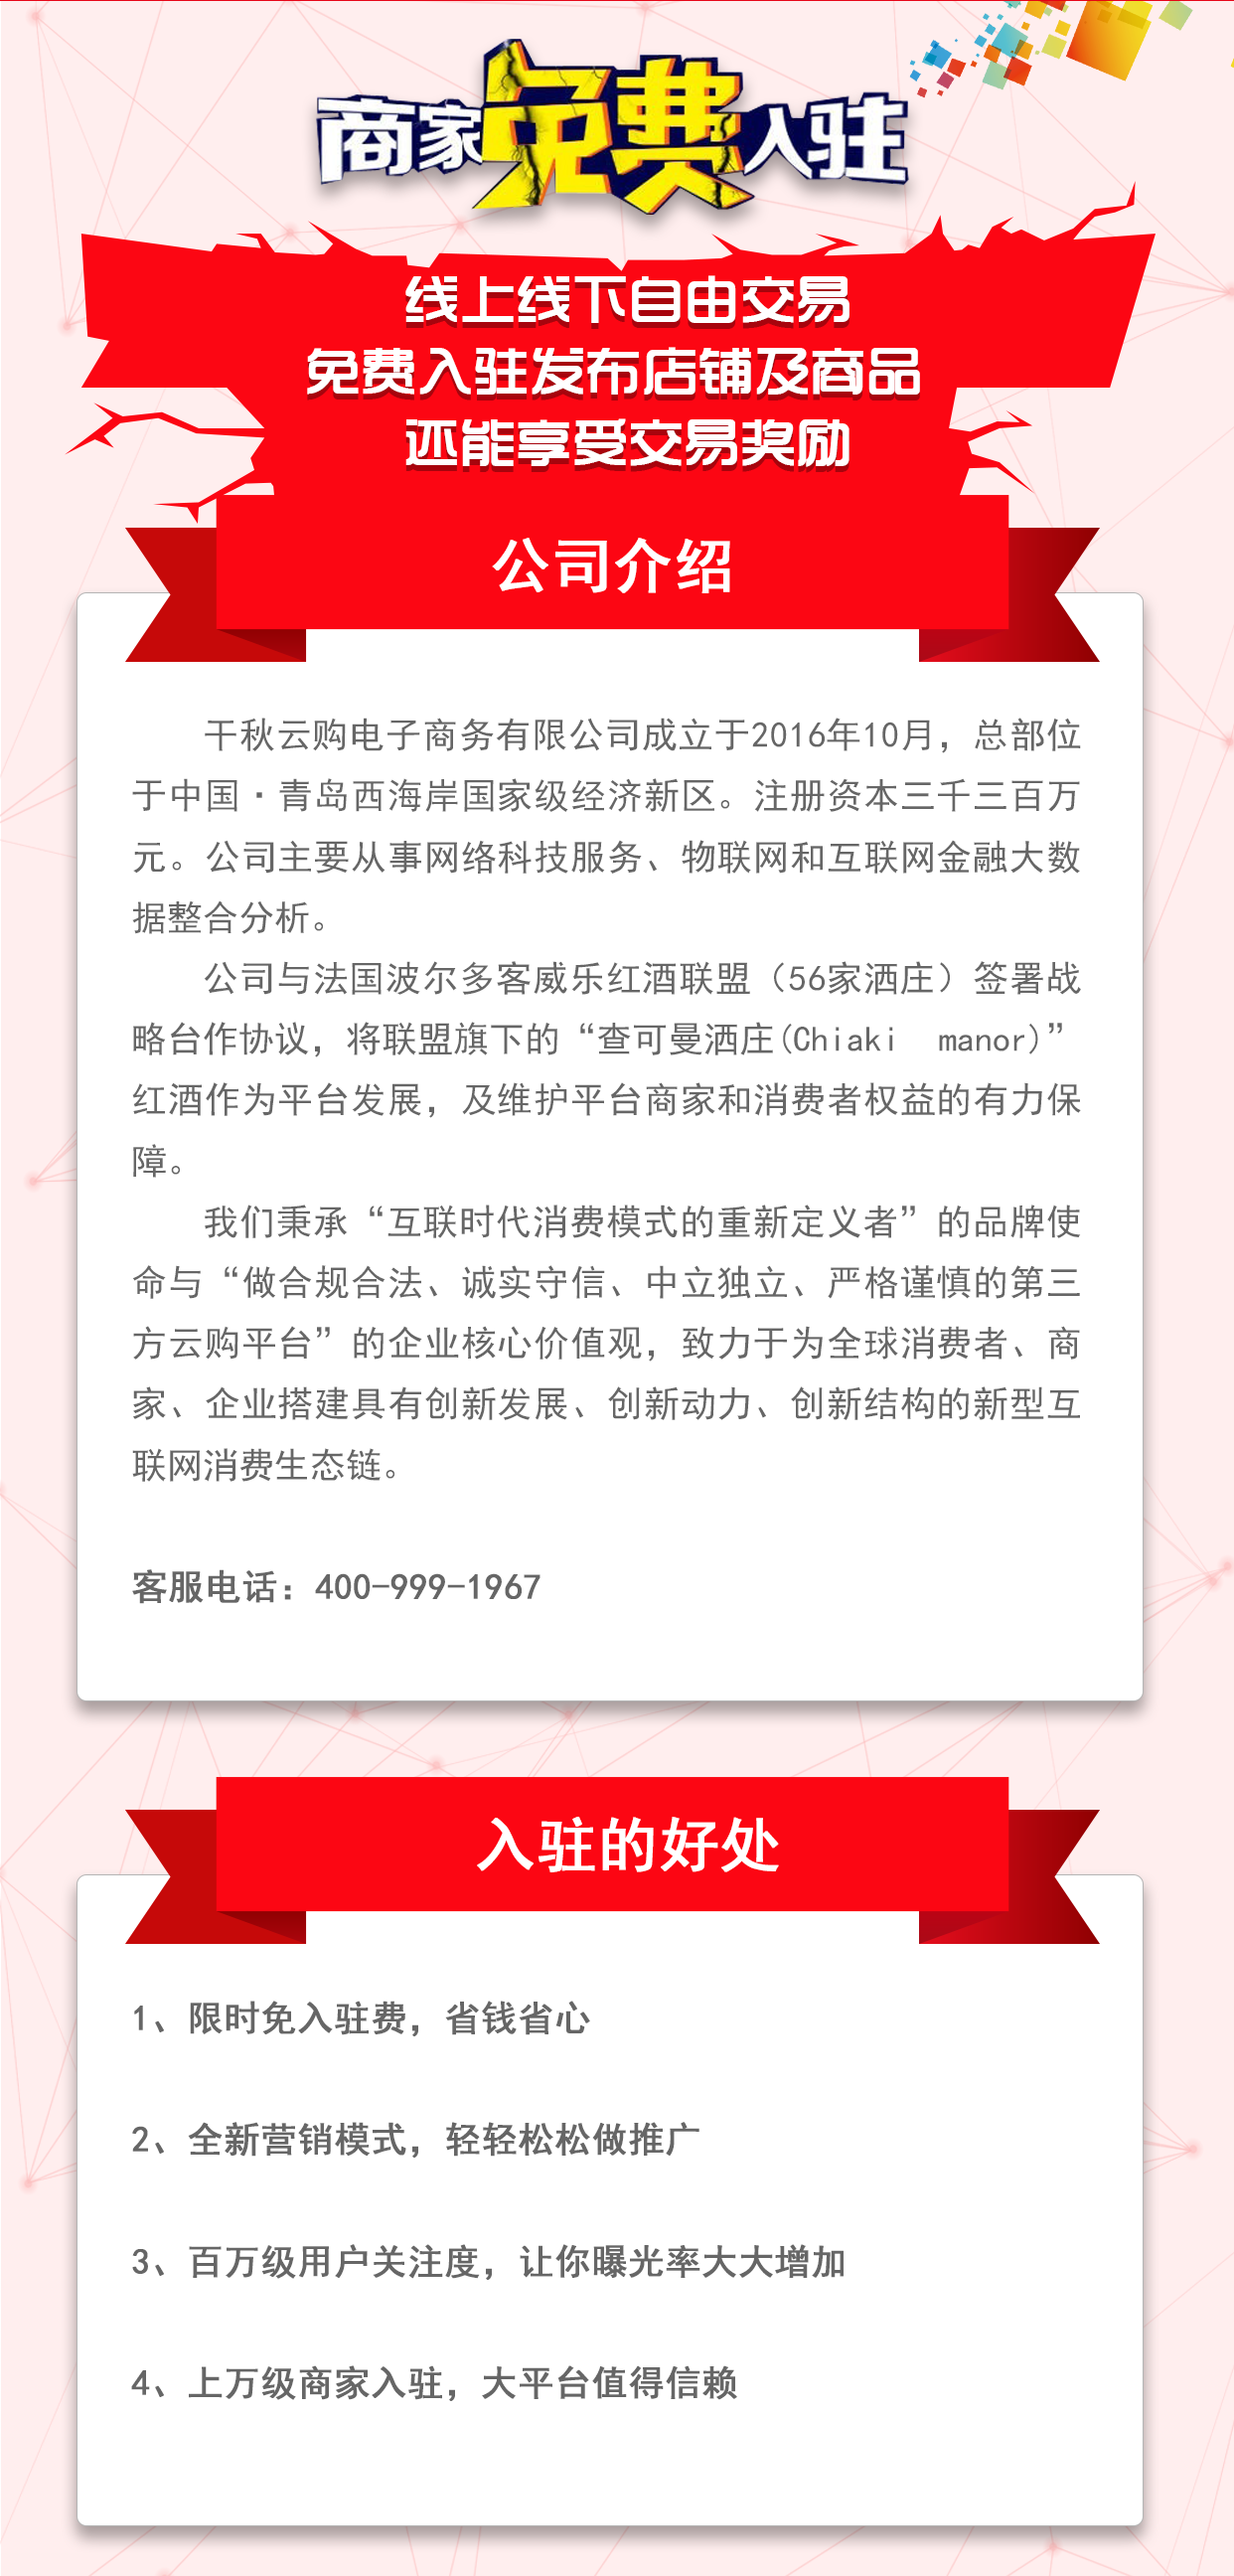 商家免费入驻
线上线下自由交易
免费入驻发布店铺及商品
还能享受交易奖励
公司介绍
干秋云购电子商务有限公司成立于2016年10月，总部位
于中国·青岛西海岸国家级经济新区。注册资本三千三百万
元。公司主要从事网络科技服务、物联网和互联网金融大数
据整合分析。
公司与法国波尔多客威乐红酒联盟（56家洒庄）签署战
略台作协议，将联盟旗下的“查可曼洒庄(Chiaki manor)”
红酒作为平台发展，及维护平台商家和消费者权益的有力保
障。
我们秉承“互联时代消费模式的重新定义者”的品牌使
命与“做合规合法、诚实守信、中立独立、严格谨慎的第三
方云购平台”的企业核心价值观，致力于为全球消费者、商
家、企业搭建具有创新发展、创新动力、创新结构的新型互
联网消费生态链。
客服电话：400-999-1967
入驻的好处
1、限时免入驻费，省钱省心
2、全新营销模式，轻轻松松做推广
3、百万级用户关注度，让你曝光率大大增加
4、上万级商家入驻，大平台值得信赖